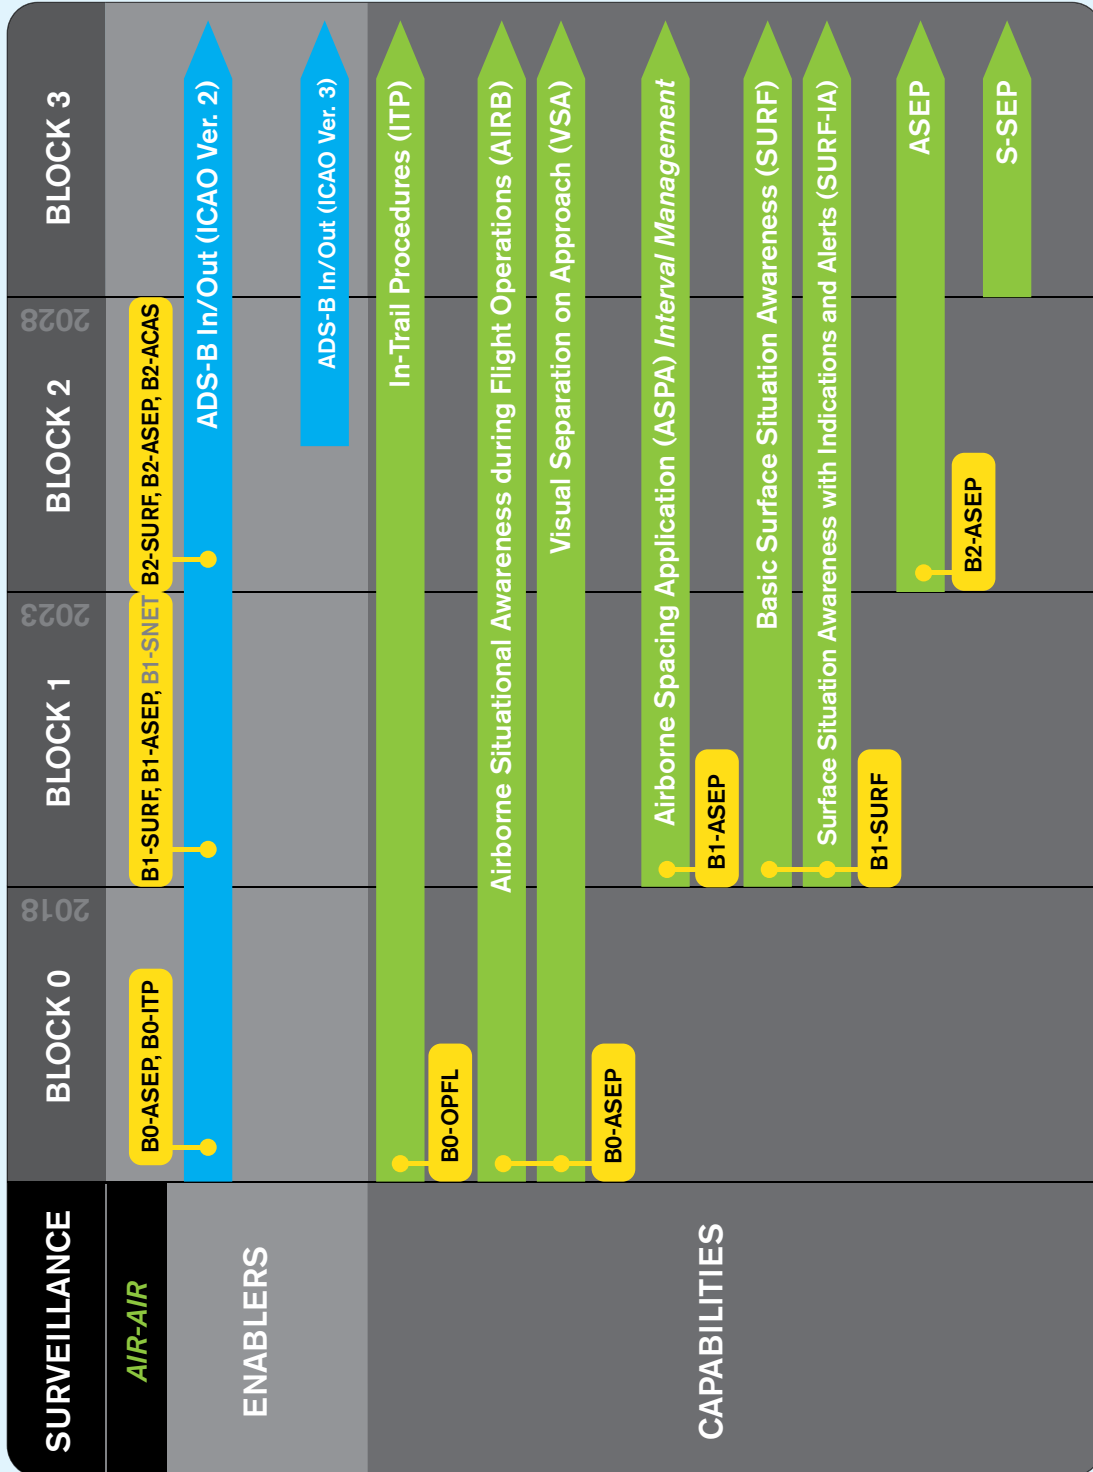 SURVEILLANCE
BLOCK 0
2018
BLOCK 1
2023
BLOCK 2
2028
BLOCK 3
AIR-AIR
B0-ASEP, B0-ITP
B1-SURF, B1-ASEP, B1-SNET
B2-SURF, B2-ASEP, B2-ACAS
ENABLERS
ADS-B In/Out (ICAO Ver. 2)
ADS-B In/Out (ICAO Ver. 3)
CAPABILITIES
In-Trail Procedures (ITP)
B0-OPFL
Airborne Situational Awareness during Flight Operations (AIRB)
Visual Separation on Approach (VSA)
B0-ASEP
Airborne Spacing Application (ASPA) Interval Management
B1-ASEP
Basic Surface Situation Awareness (SURF)
Surface Situation Awareness with Indications and Alerts (SURF-IA)
B1-SURF
ASEP
B2-ASEP
S-SEP